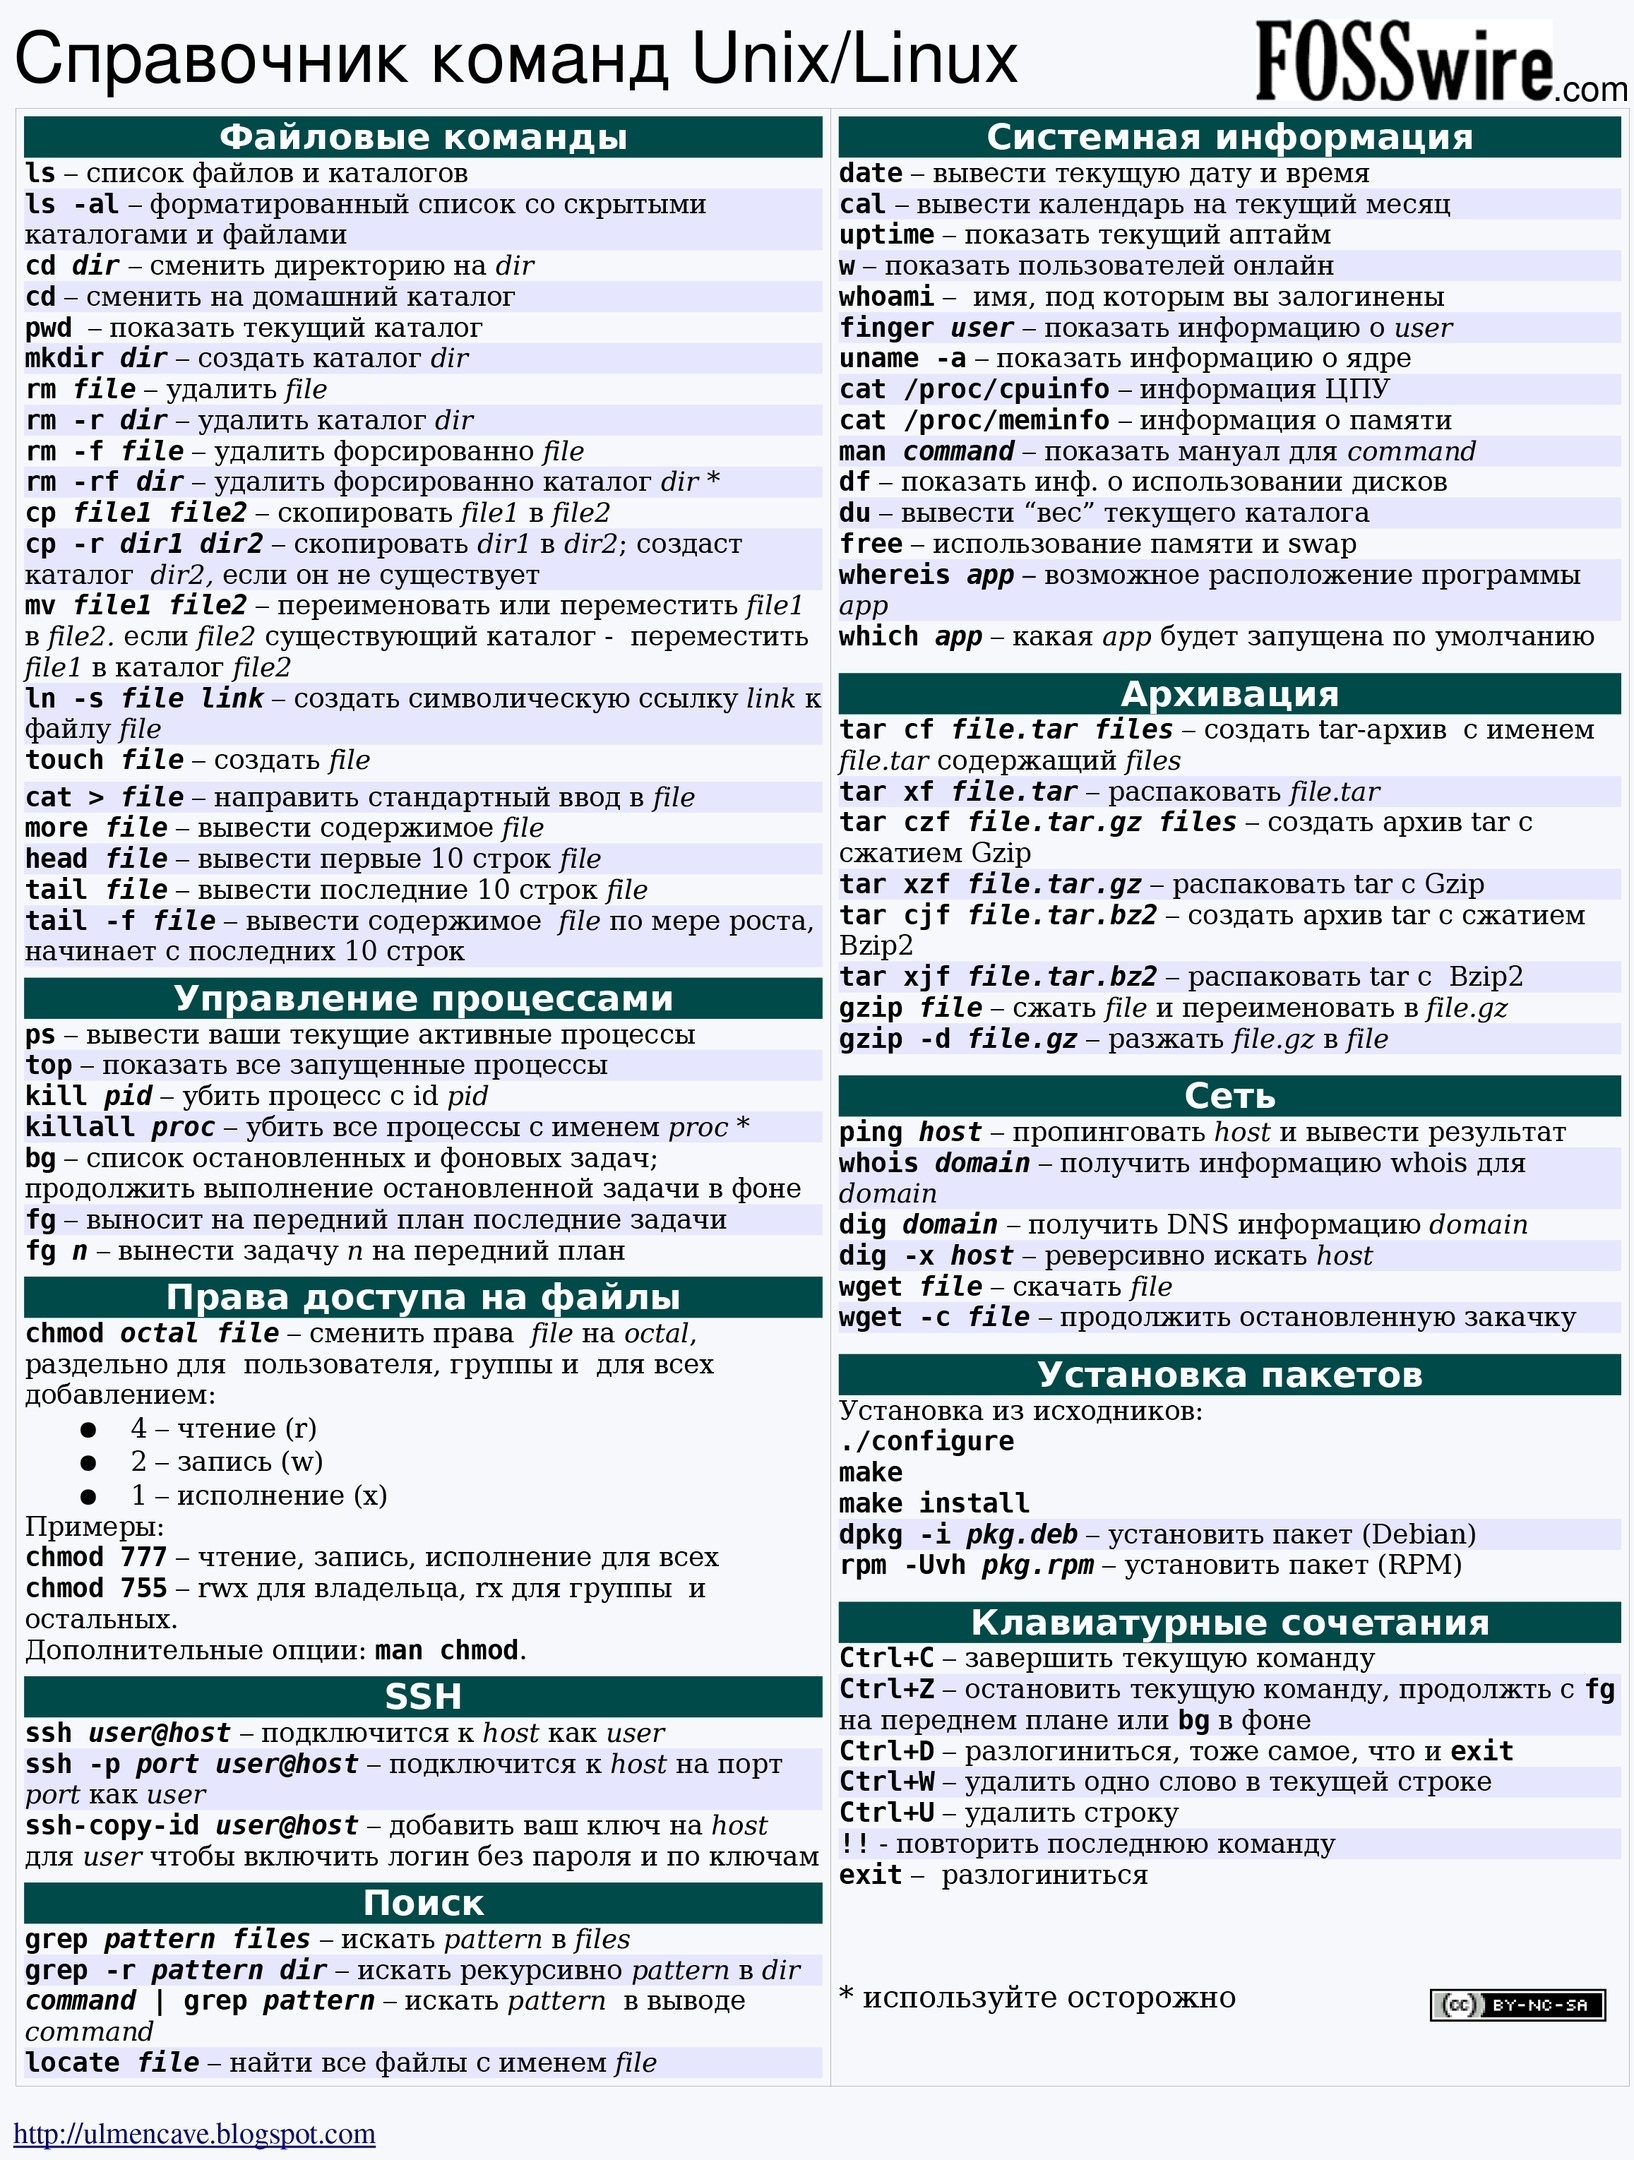 Справочник команд Unix/Linux
FOSSwire.com
Файловые команды
ls – список файлов и каталогов
ls -al – форматированный список со скрытыми
каталогами и файлами
cd dir – сменить директорию на dir
cd – сменить на домашний каталог
pwd – показать текущий каталог
mkdir dir – создать каталог dir
rm file – удалить file
rm -r dir – удалить каталог dir
rm -f file – удалить форсированно file
rm -rf dir – удалить форсированно каталог dir *
cp file1 file2 – скопировать file1 в file2
cp -r dir1 dir2 – скопировать dir1 в dir2; создаст
каталог dir2, если он не существует
mv file1 file2 – переименовать или переместить file1
в file2. если file2 существующий каталог - переместить
file1 в каталог file2
ln -s file link – создать символическую ссылку link к
файлу file
touch file – создать file
cat > file – направить стандартный ввод в file
more file – вывести содержимое file
head file – вывести первые 10 строк file
tail file – вывести последние 10 строк file
tail -f file – вывести содержимое file по мере роста,
начинает с последних 10 строк
Управление процессами
ps – вывести ваши текущие активные процессы
top – показать все запущенные процессы
kill pid – убить процесс с id pid
killall proc – убить все процессы с именем proc *
bg – список остановленных и фоновых задач;
продолжить выполнение остановленной задачи в фоне
fg – выносит на передний план последние задачи
fg n – вынести задачу n на передний план
Права доступа на файлы
chmod octal file – сменить права file на octal,
раздельно для пользователя, группы и для всех
добавлением:
● 4 – чтение (r)
● 2 – запись (w)
● 1 – исполнение (x)
Примеры:
chmod 777 – чтение, запись, исполнение для всех
chmod 755 – rwx для владельца, rx для группы и
остальных.
Дополнительные опции: man chmod.
SSH
ssh user@host – подключится к host как user
ssh -p port user@host – подключится к host на порт
port как user
ssh-copy-id user@host – добавить ваш ключ на host
для user чтобы включить логин без пароля и по ключам
Поиск
grep pattern files – искать pattern в files
grep -r pattern dir – искать рекурсивно pattern в dir
command | grep pattern – искать pattern в выводе
command
locate file – найти все файлы с именем file
Системная информация
date – вывести текущую дату и время
cal – вывести календарь на текущий месяц
uptime – показать текущий аптайм
w – показать пользователей онлайн
whoami – имя, под которым вы залогинены
finger user – показать информацию о user
uname -a – показать информацию о ядре
cat /proc/cpuinfo – информация ЦПУ
cat /proc/meminfo – информация о памяти
man command – показать мануал для command
df – показать инф. о использовании дисков
du – вывести “вес” текущего каталога
free – использование памяти и swap
whereis app – возможное расположение программы
app
which app – какая app будет запущена по умолчанию
Архивация
tar cf file.tar files – создать tar-архив с именем
file.tar содержащий files
tar xf file.tar – распаковать file.tar
tar czf file.tar.gz files – создать архив tar с
сжатием Gzip
tar xzf file.tar.gz – распаковать tar с Gzip
tar cjf file.tar.bz2 – создать архив tar с сжатием
Bzip2
tar xjf file.tar.bz2 – распаковать tar с Bzip2
gzip file – сжать file и переименовать в file.gz
gzip -d file.gz – разжать file.gz в file
Сеть
ping host – пропинговать host и вывести результат
whois domain – получить информацию whois для
domain
dig domain – получить DNS информацию domain
dig -x host – реверсивно искать host
wget file – скачать file
wget -c file – продолжить остановленную закачку
Установка пакетов
Установка из исходников:
./configure
make
make install
dpkg -i pkg.deb – установить пакет (Debian)
rpm -Uvh pkg.rpm – установить пакет (RPM)
Клавиатурные сочетания
Ctrl+C – завершить текущую команду
Ctrl+Z – остановить текущую команду, продолжть с fg
на переднем плане или bg в фоне
Ctrl+D – разлогиниться, тоже самое, что и exit
Ctrl+W – удалить одно слово в текущей строке
Ctrl+U – удалить строку
!! - повторить последнюю команду
exit – разлогиниться
* используйте осторожно
(cc) BY-NC-SA
http://ulmencave.blogspot.com